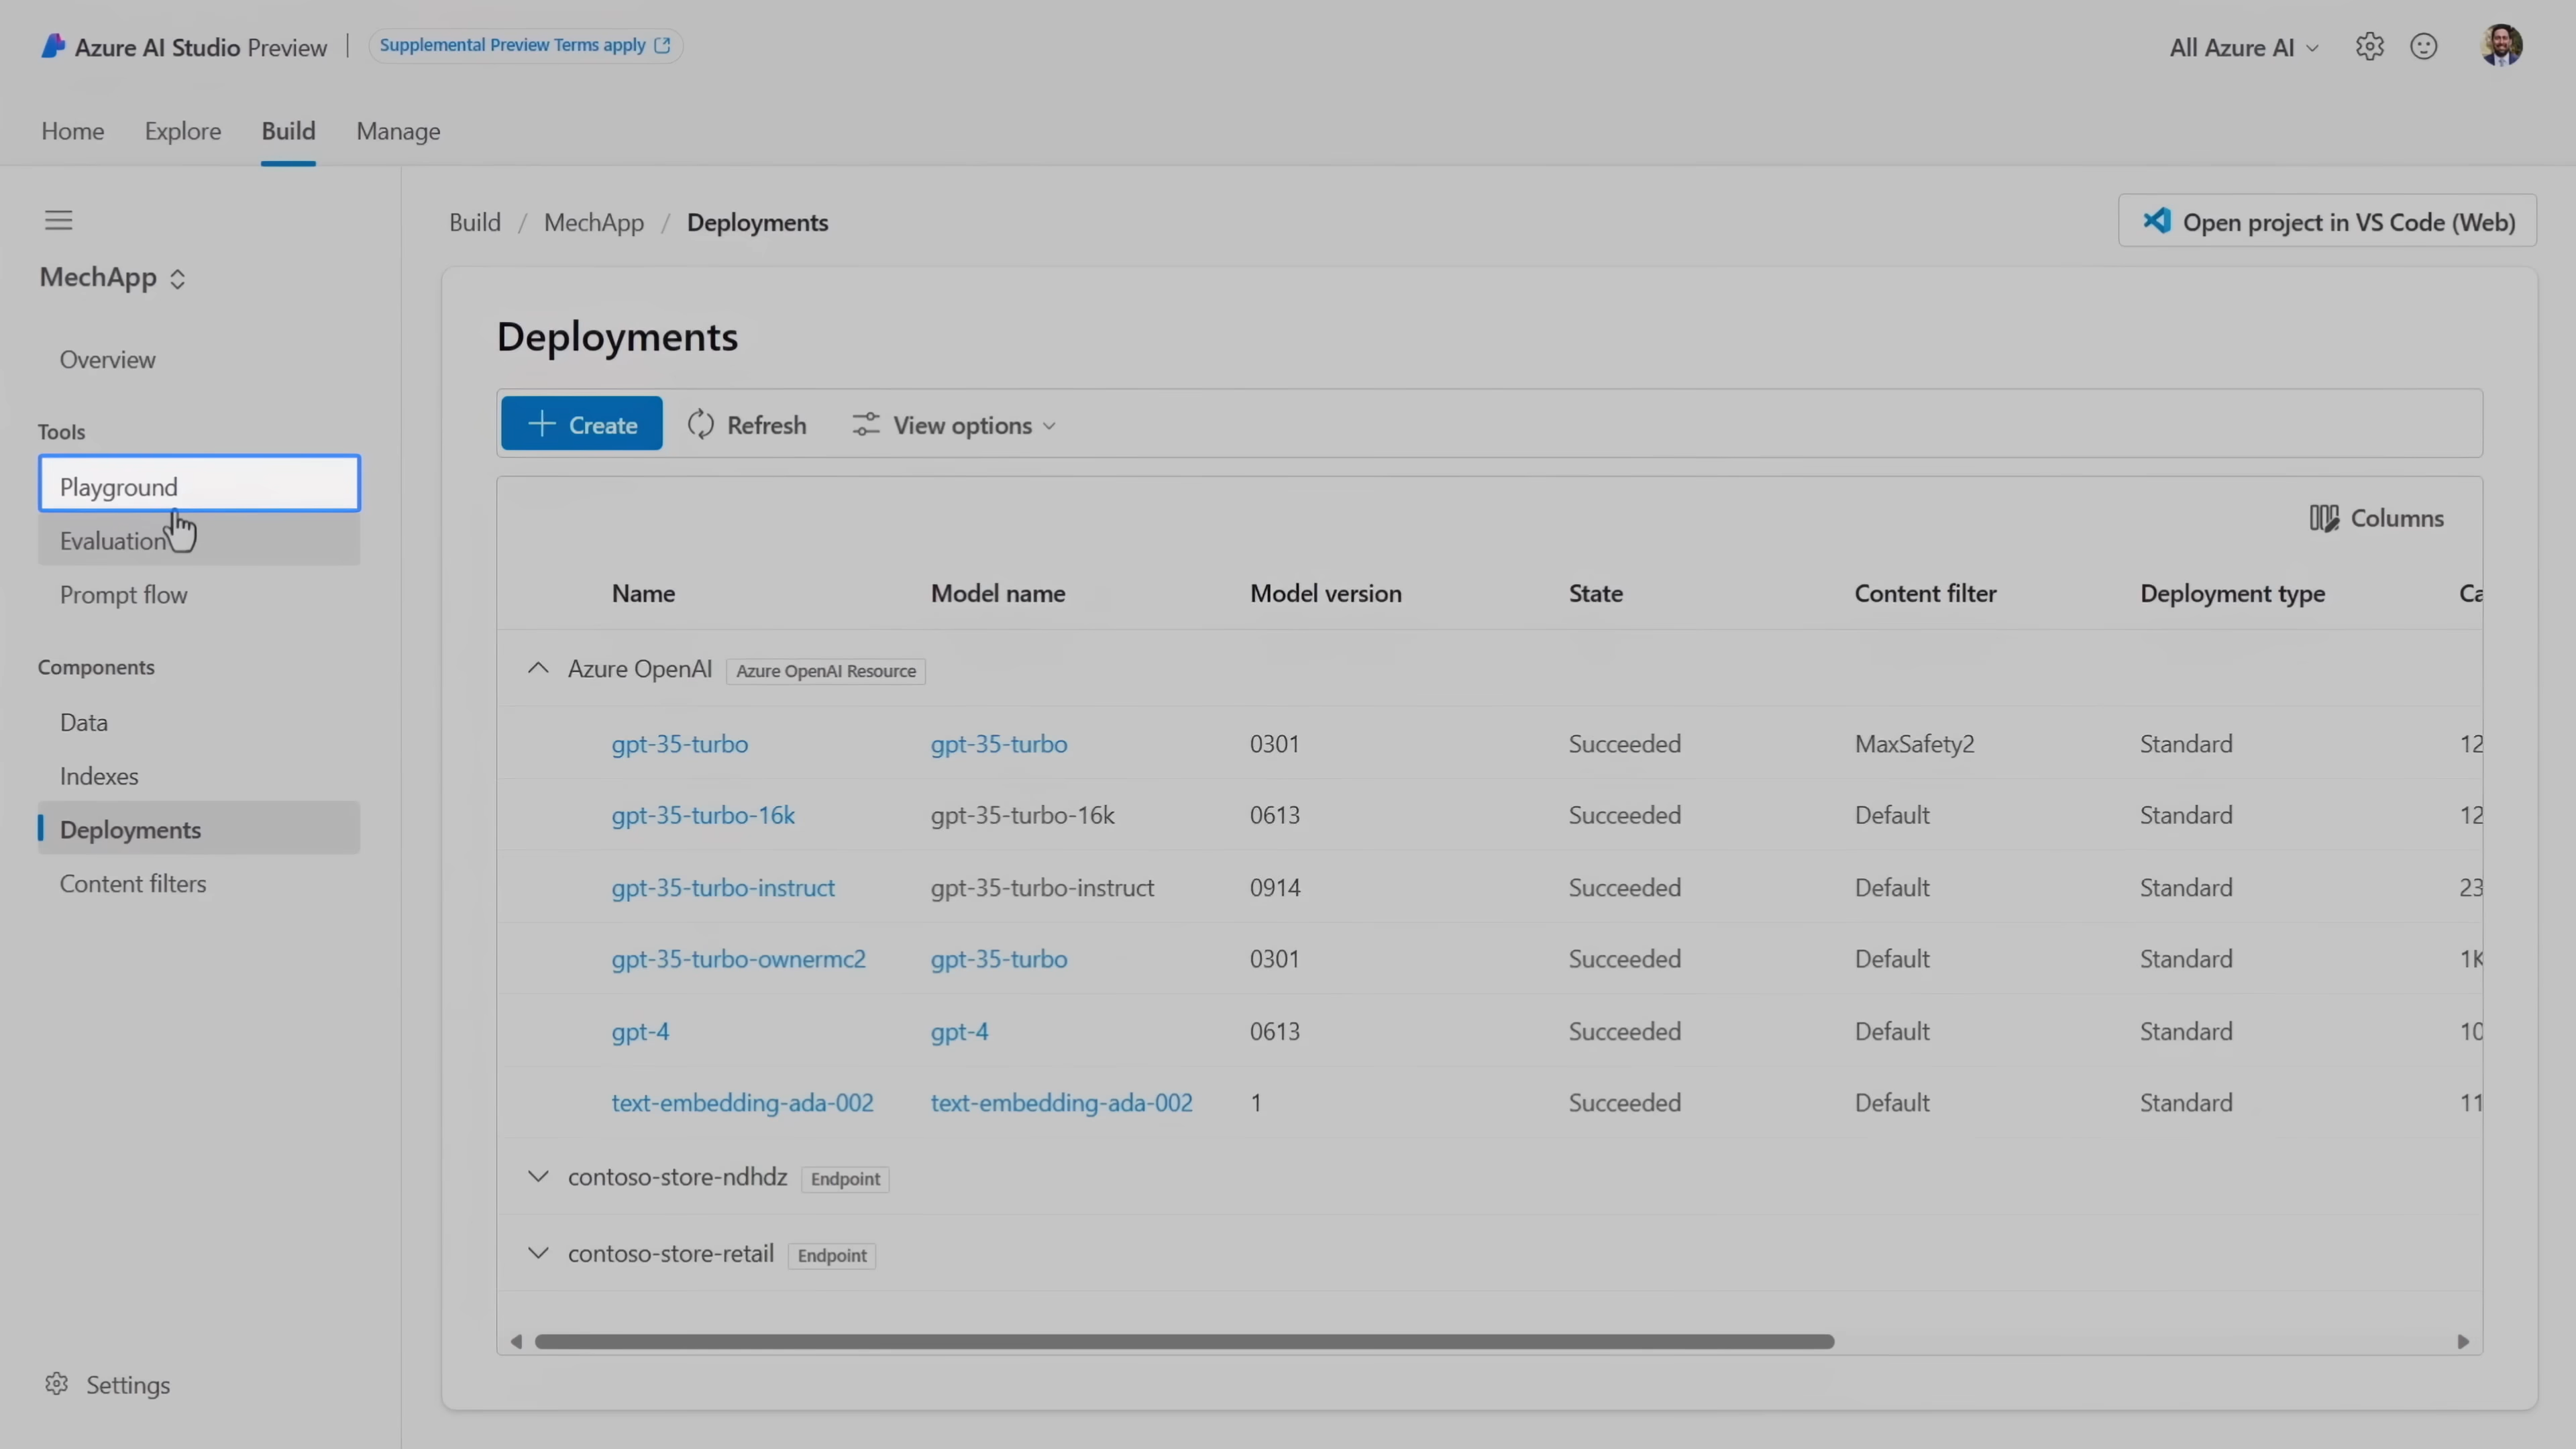 Azure AI Studio Preview
Supplemental Preview Terms apply
All Azure AI
Home Explore Build Manage
Build / MechApp / Deployments
Open project in VS Code (Web)
MechApp
Overview
Tools
Playground
Evaluation
Prompt flow
Components
Data
Indexes
Deployments
Content filters
Settings
Deployments
Create Refresh View options
Columns
Name Model name Model version State Content filter Deployment type Ca
Azure OpenAI Azure OpenAI Resource
gpt-35-turbo gpt-35-turbo 0301 Succeeded MaxSafety2 Standard 12
gpt-35-turbo-16k gpt-35-turbo-16k 0613 Succeeded Default Standard 12
gpt-35-turbo-instruct gpt-35-turbo-instruct 0914 Succeeded Default Standard 23
gpt-35-turbo-ownermc2 gpt-35-turbo 0301 Succeeded Default Standard 1K
gpt-4 gpt-4 0613 Succeeded Default Standard 10
text-embedding-ada-002 text-embedding-ada-002 1 Succeeded Default Standard 11
contoso-store-ndhdz Endpoint
contoso-store-retail Endpoint